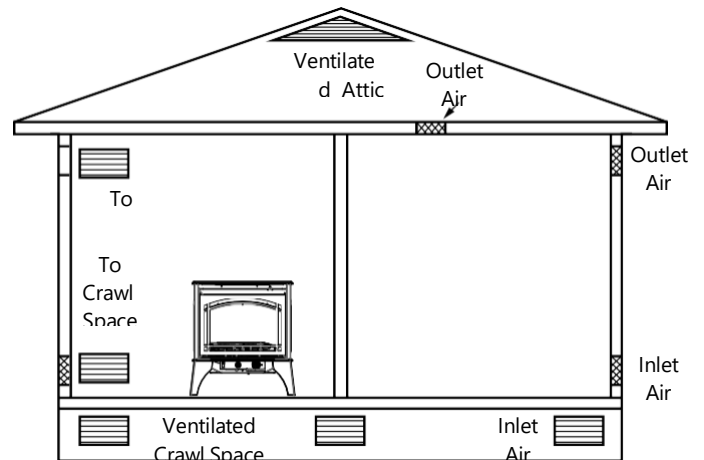 Ventilate
d Attic
Outlet
Air
Outlet
Air
To
To
Crawl
Space
Inlet
Air
Ventilated
Crawl Space
Inlet
Air